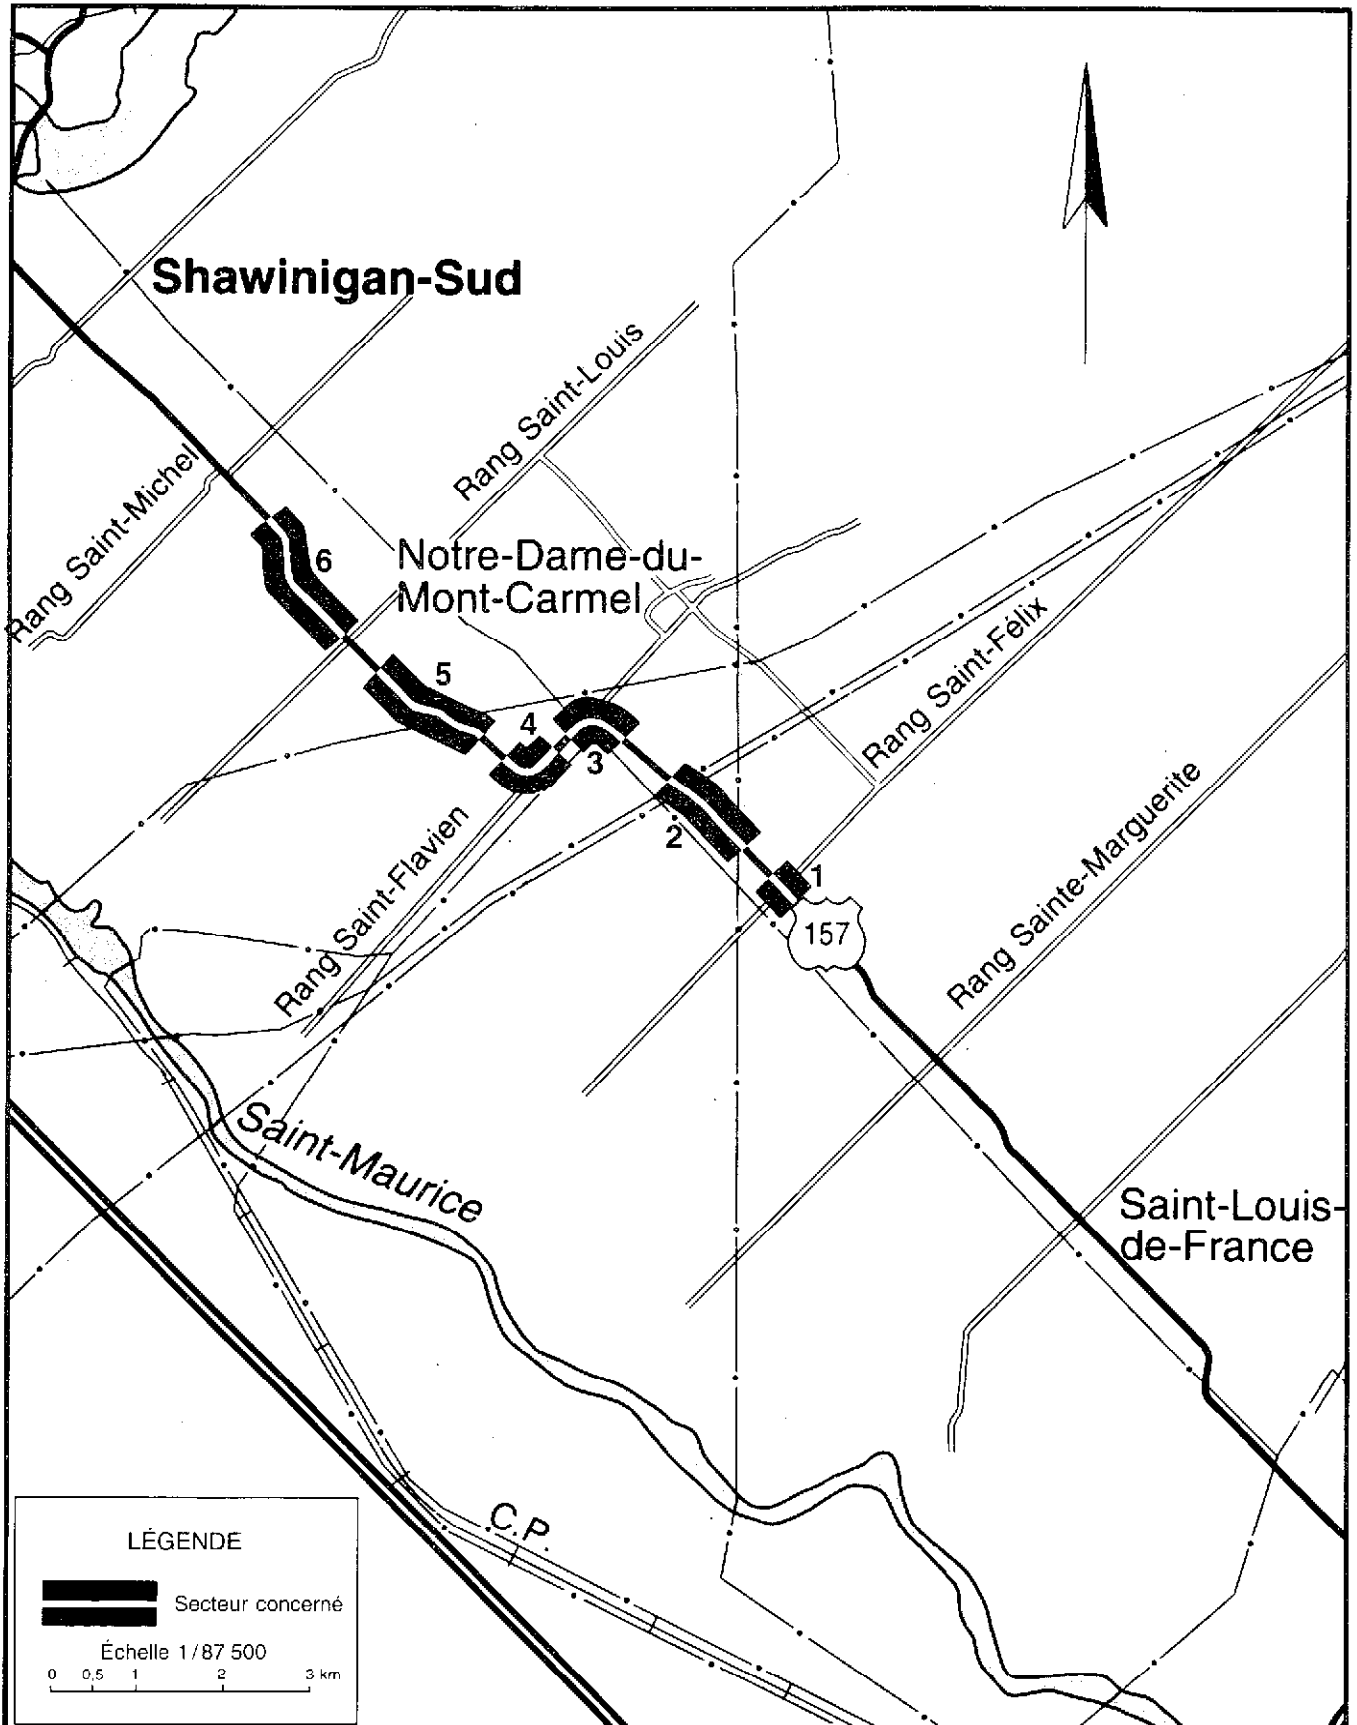 Shawinigan-Sud
Rang Saint-Louis
Rang Saint-Michel
6
Notre-Dame-du-
Mont-Carmel
5
4
3
Rang Saint-Félix
2
1
157
Rang Saint-Flavien
Rang Sainte-Marguerite
Saint-Maurice
Saint-Louis-
de-France
C.P.
LÉGENDE
Secteur concerné
Échelle 1/87 500
0 0,5 1 2 3 km